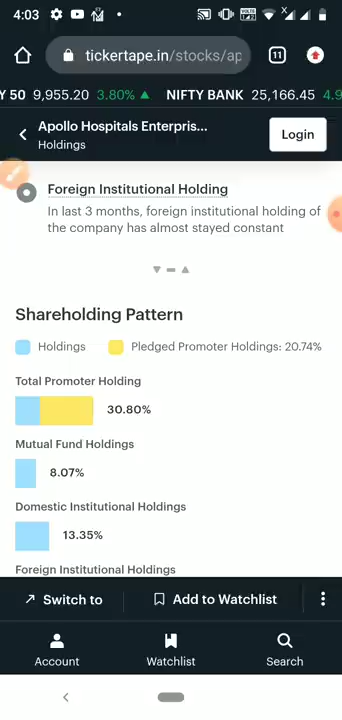 4:03
tickertape.in/stocks/ap
11
Y 50 9,955.20 3.80% ▲ NIFTY BANK 25,166.45 4.9
Apollo Hospitals Enterpris...
Holdings
Login
Foreign Institutional Holding
In last 3 months, foreign institutional holding of
the company has almost stayed constant
Shareholding Pattern
Holdings
Pledged Promoter Holdings: 20.74%
Total Promoter Holding
30.80%
Mutual Fund Holdings
8.07%
Domestic Institutional Holdings
13.35%
Foreign Institutional Holdings
Switch to
Add to Watchlist
Account
Watchlist
Search